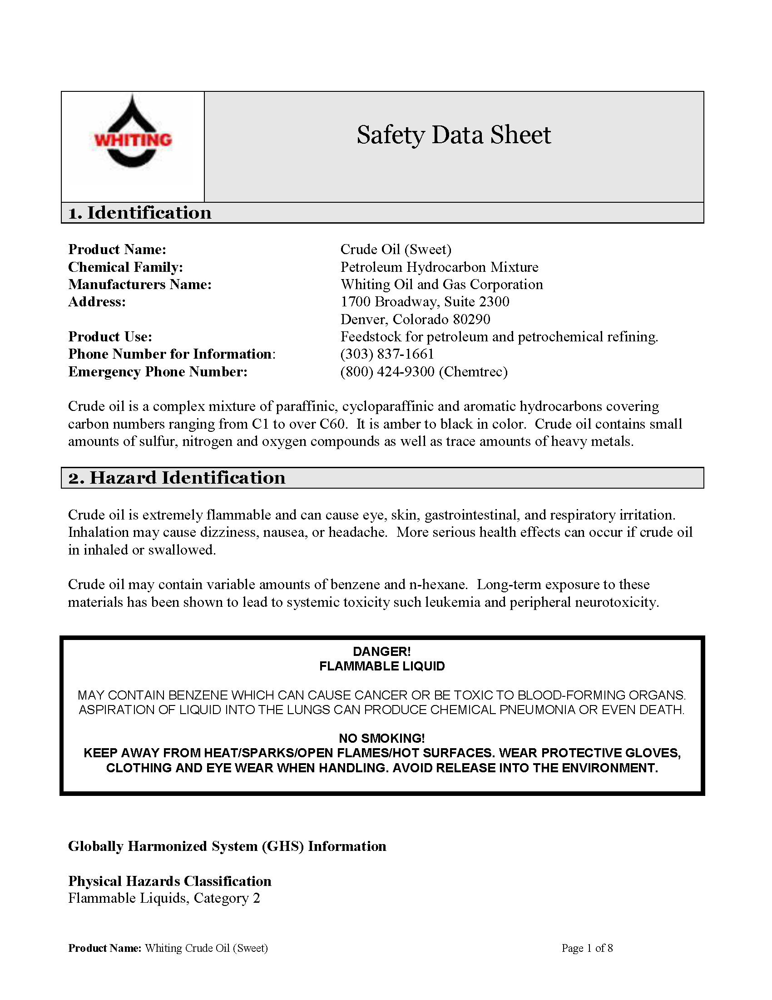 WHITING
Safety Data Sheet
1. Identification
Product Name: Crude Oil (Sweet)
Chemical Family: Petroleum Hydrocarbon Mixture
Manufacturers Name: Whiting Oil and Gas Corporation
Address: 1700 Broadway, Suite 2300
Denver, Colorado 80290
Product Use: Feedstock for petroleum and petrochemical refining.
Phone Number for Information: (303) 837-1661
Emergency Phone Number: (800) 424-9300 (Chemtrec)
Crude oil is a complex mixture of paraffinic, cycloparaffinic and aromatic hydrocarbons covering
carbon numbers ranging from C1 to over C60. It is amber to black in color. Crude oil contains small
amounts of sulfur, nitrogen and oxygen compounds as well as trace amounts of heavy metals.
2. Hazard Identification
Crude oil is extremely flammable and can cause eye, skin, gastrointestinal, and respiratory irritation.
Inhalation may cause dizziness, nausea, or headache. More serious health effects can occur if crude oil
in inhaled or swallowed.
Crude oil may contain variable amounts of benzene and n-hexane. Long-term exposure to these
materials has been shown to lead to systemic toxicity such leukemia and peripheral neurotoxicity.
DANGER!
FLAMMABLE LIQUID
MAY CONTAIN BENZENE WHICH CAN CAUSE CANCER OR BE TOXIC TO BLOOD-FORMING ORGANS.
ASPIRATION OF LIQUID INTO THE LUNGS CAN PRODUCE CHEMICAL PNEUMONIA OR EVEN DEATH.
NO SMOKING!
KEEP AWAY FROM HEAT/SPARKS/OPEN FLAMES/HOT SURFACES. WEAR PROTECTIVE GLOVES,
CLOTHING AND EYE WEAR WHEN HANDLING. AVOID RELEASE INTO THE ENVIRONMENT.
Globally Harmonized System (GHS) Information
Physical Hazards Classification
Flammable Liquids, Category 2
Product Name: Whiting Crude Oil (Sweet) Page 1 of 8